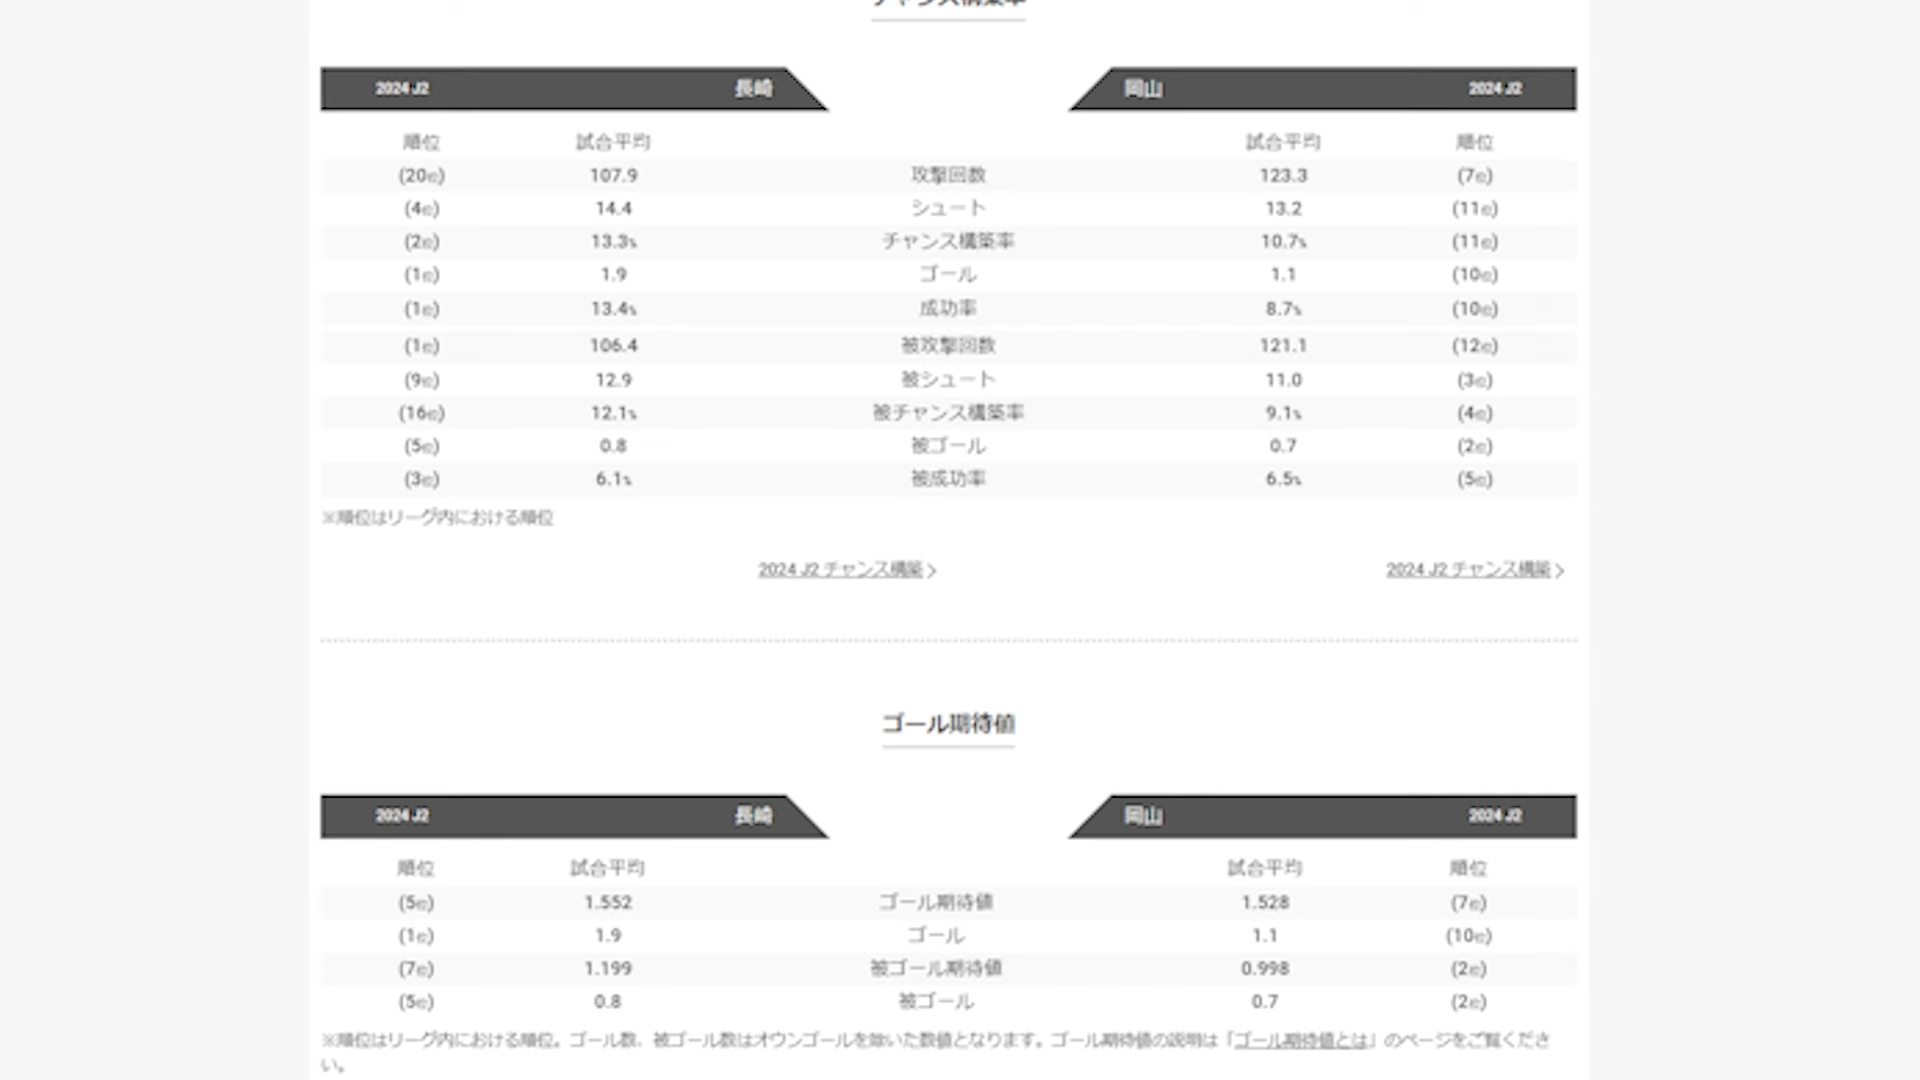 チャンス構築率
2024 J2 長崎 岡山 2024 J2
順位 試合平均 試合平均 順位
(20位) 107.9 攻撃回数 123.3 (7位)
(4位) 14.4 シュート 13.2 (11位)
(2位) 13.3% チャンス構築率 10.7% (11位)
(1位) 1.9 ゴール 1.1 (10位)
(1位) 13.4% 成功率 8.7% (10位)
(1位) 106.4 被攻撃回数 121.1 (12位)
(9位) 12.9 被シュート 11.0 (3位)
(16位) 12.1% 被チャンス構築率 9.1% (4位)
(5位) 0.8 被ゴール 0.7 (2位)
(3位) 6.1% 被成功率 6.5% (5位)
※順位はリーグ内における順位
2024 J2 チャンス構築 > 2024 J2 チャンス構築 >
ゴール期待値
2024 J2 長崎 岡山 2024 J2
順位 試合平均 試合平均 順位
(5位) 1.552 ゴール期待値 1.528 (7位)
(1位) 1.9 ゴール 1.1 (10位)
(7位) 1.199 被ゴール期待値 0.998 (2位)
(5位) 0.8 被ゴール 0.7 (2位)
※順位はリーグ内における順位。ゴール数、被ゴール数はオウンゴールを除いた数値となります。ゴール期待値の説明は「ゴール期待値とは」のページをご覧くださ
い。